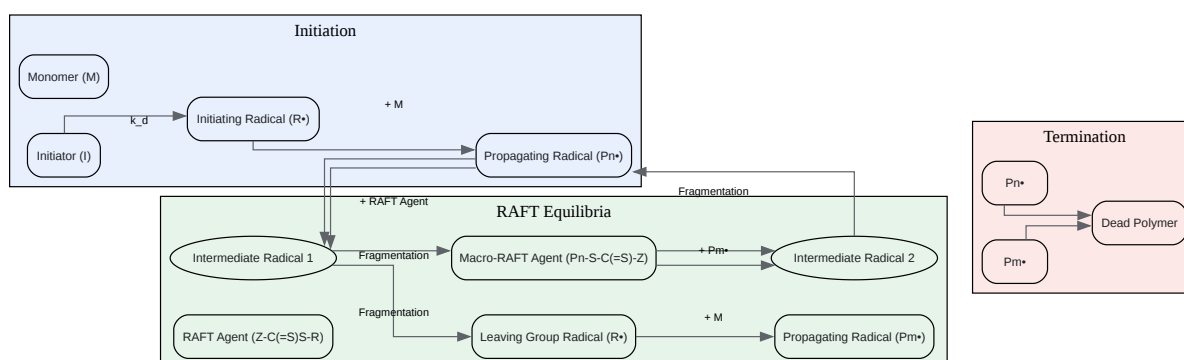 Initiation
Monomer (M)
k_d
Initiating Radical (R•)
+ M
Initiator (I)
Propagating Radical (Pn•)
Termination
Pn•
Dead Polymer
Pm•
Fragmentation
+ RAFT Agent
RAFT Equilibria
Intermediate Radical 1
Fragmentation
Macro-RAFT Agent (Pn-S-C(=S)-Z)
+ Pm•
Intermediate Radical 2
Fragmentation
RAFT Agent (Z-C(=S)S-R)
Leaving Group Radical (R•)
+ M
Propagating Radical (Pm•)